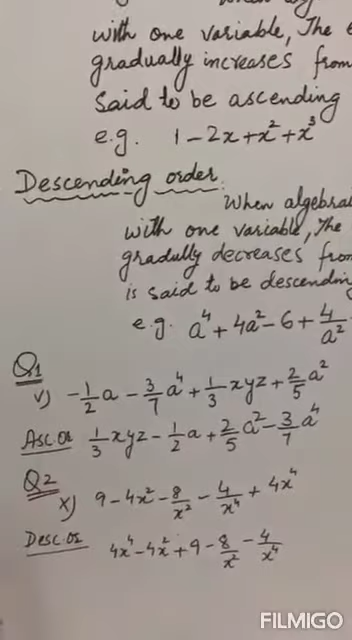 with one variable, The
gradually increases from
said to be ascending
e.g. 1 - 2x + x² + x³
Descending order
When algebra
with one variable, The
gradully decreases from
is said to be descendin
e.g. a⁴ + 4a² - 6 + 4/a²
Q1
v) -1/2 a - 3/7 a⁴ + 1/3 xyz + 2/5 a²
Asc.or 1/3 xyz - 1/2 a + 2/5 a² - 3/7 a⁴
Q2
x) 9 - 4x² - 8/x² - 4/x⁴ + 4x⁴
Desc.or 4x⁴ - 4x² + 9 - 8/x² - 4/x⁴
FILMIGO